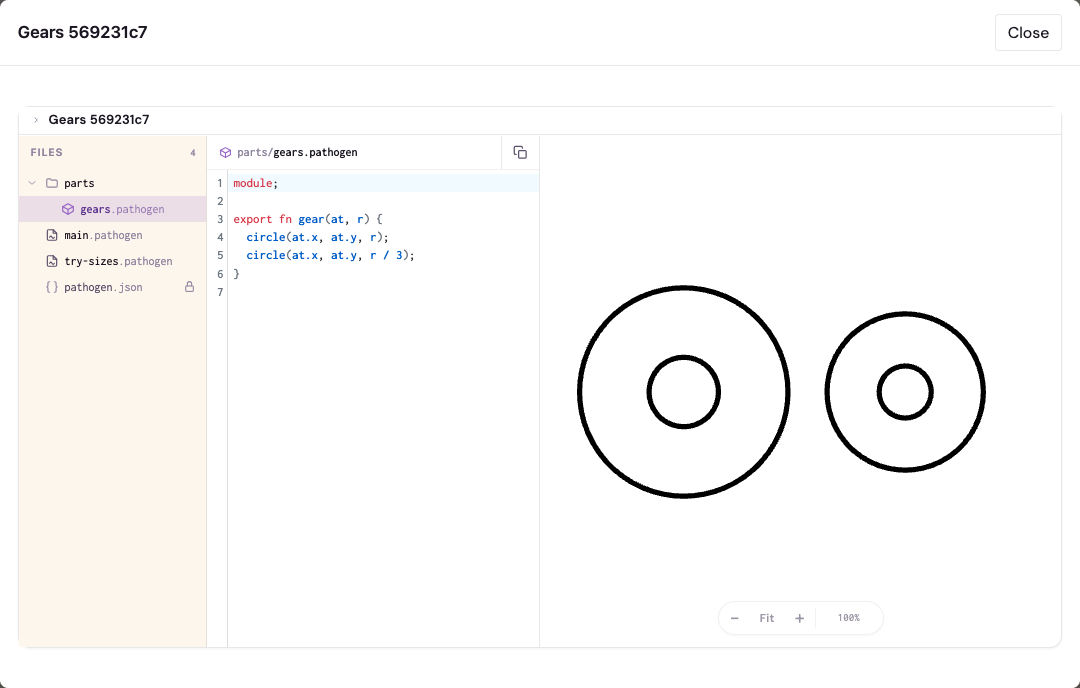 Gears 569231c7
Close
Gears 569231c7
FILES 4
parts
gears.pathogen
main.pathogen
try-sizes.pathogen
{} pathogen.json
parts/gears.pathogen
1 module;
2
3 export fn gear(at, r) {
4   circle(at.x, at.y, r);
5   circle(at.x, at.y, r / 3);
6 }
7
− Fit + 100%